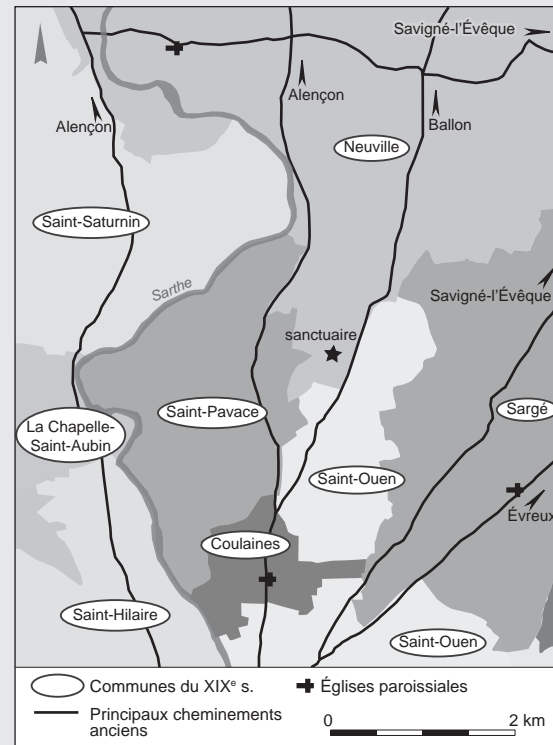 Savigné-l’Évêque
Alençon
Alençon
Ballon
Neuville
Saint-Saturnin
Sarthe
Savigné-l’Évêque
sanctuaire
Saint-Pavace
Sargé
La Chapelle-
Saint-Aubin
Saint-Ouen
Évreux
Coulaines
Saint-Hilaire
Saint-Ouen
Communes du XIXe s.
Églises paroissiales
Principaux cheminements
anciens
0
2 km